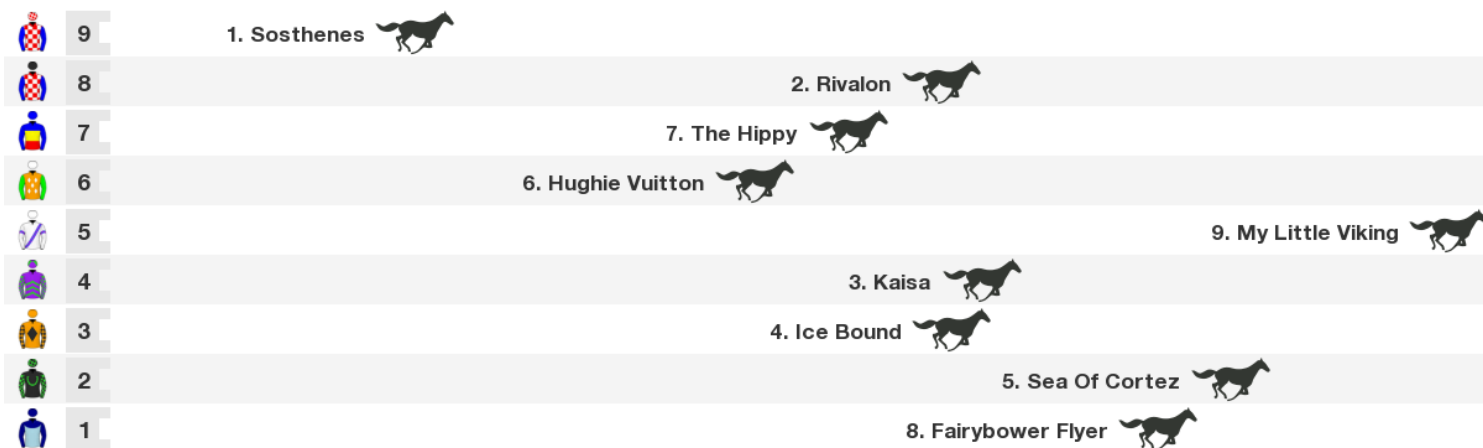 9 1. Sosthenes
8 2. Rivalon
7 7. The Hippy
6 6. Hughie Vuitton
5 9. My Little Viking
4 3. Kaisa
3 4. Ice Bound
2 5. Sea Of Cortez
1 8. Fairybower Flyer